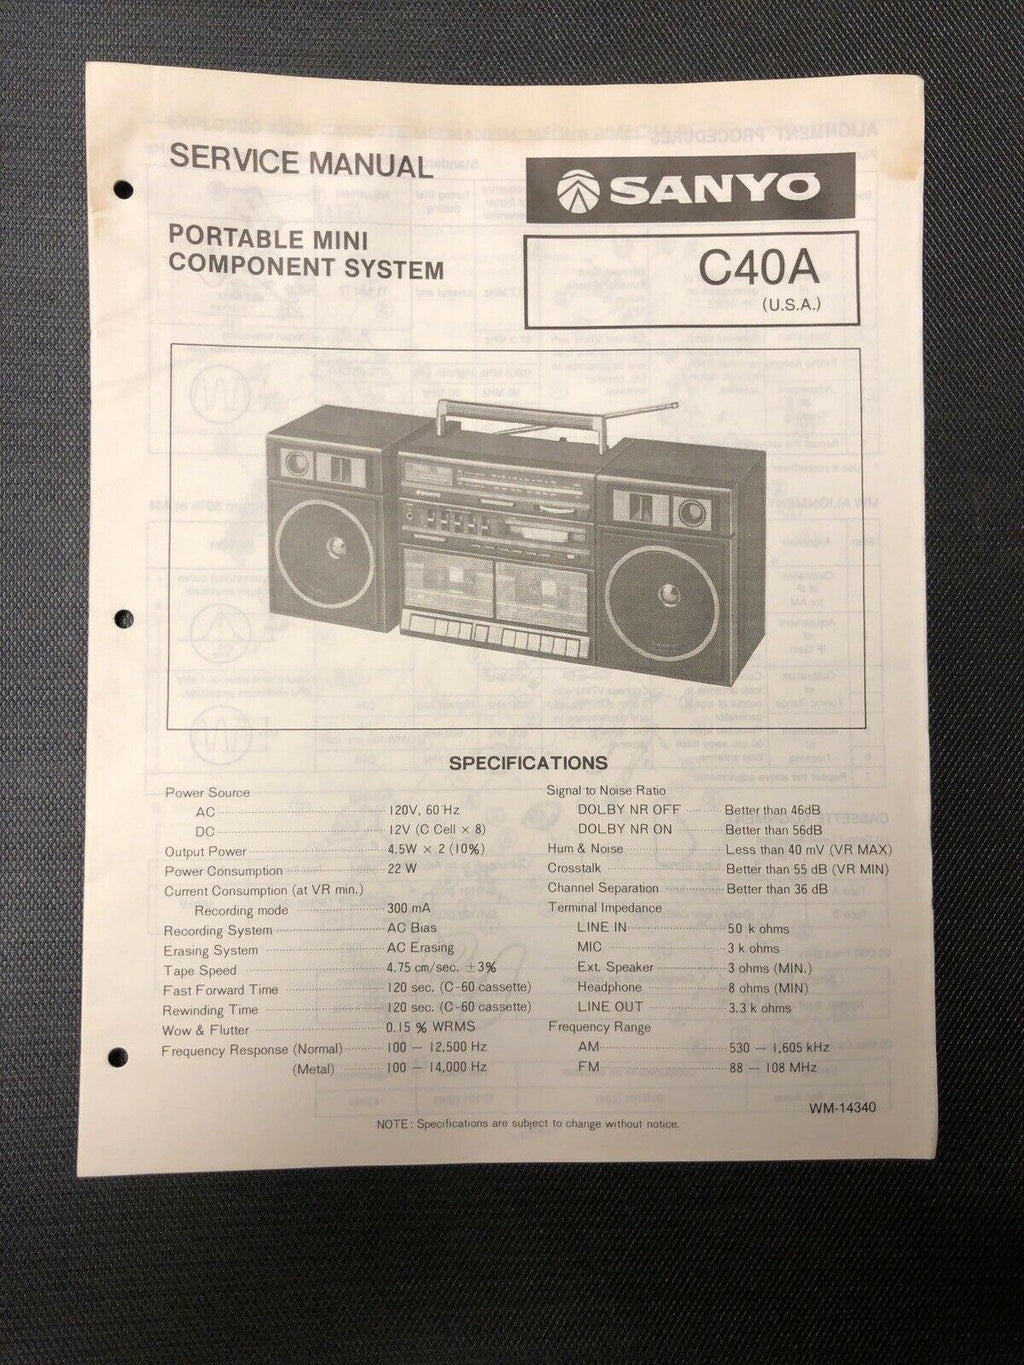 SERVICE MANUAL
SANYO
PORTABLE MINI
COMPONENT SYSTEM
C40A
(U.S.A.)
SANYO
SPECIFICATIONS
Power Source
AC 120V, 60 Hz
DC 12V (C Cell × 8)
Output Power 4.5W × 2 (10%)
Power Consumption 22 W
Current Consumption (at VR min.)
Recording mode 300 mA
Recording System AC Bias
Erasing System AC Erasing
Tape Speed 4.75 cm/sec. ±3%
Fast Forward Time 120 sec. (C-60 cassette)
Rewinding Time 120 sec. (C-60 cassette)
Wow & Flutter 0.15 % WRMS
Frequency Response (Normal) 100 — 12,500 Hz
(Metal) 100 — 14,000 Hz
Signal to Noise Ratio
DOLBY NR OFF Better than 46dB
DOLBY NR ON Better than 56dB
Hum & Noise Less than 40 mV (VR MAX)
Crosstalk Better than 55 dB (VR MIN)
Channel Separation Better than 36 dB
Terminal Impedance
LINE IN 50 k ohms
MIC 3 k ohms
Ext. Speaker 3 ohms (MIN.)
Headphone 8 ohms (MIN)
LINE OUT 3.3 k ohms
Frequency Range
AM 530 — 1,605 kHz
FM 88 — 108 MHz
WM-14340
NOTE: Specifications are subject to change without notice.